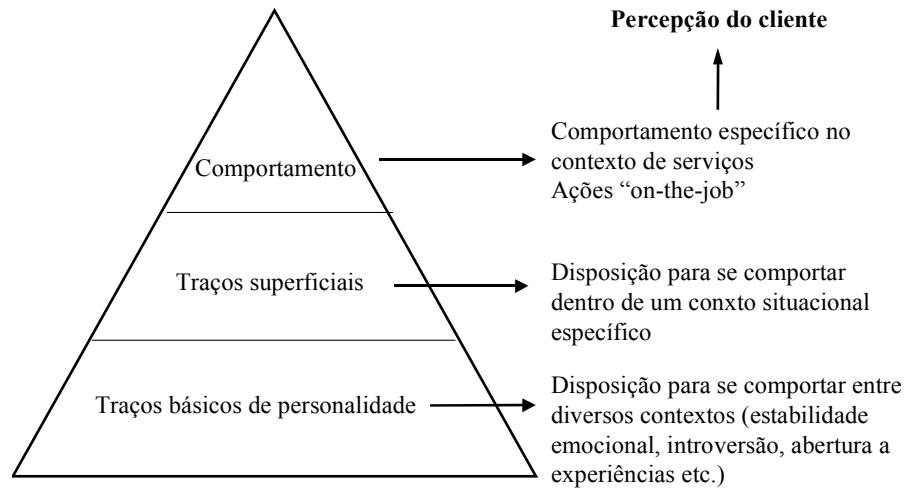 Percepção do cliente
Comportamento
Comportamento específico no
contexto de serviços
Ações “on-the-job”
Traços superficiais
Disposição para se comportar
dentro de um conxto situacional
específico
Traços básicos de personalidade
Disposição para se comportar entre
diversos contextos (estabilidade
emocional, introversão, abertura a
experiências etc.)